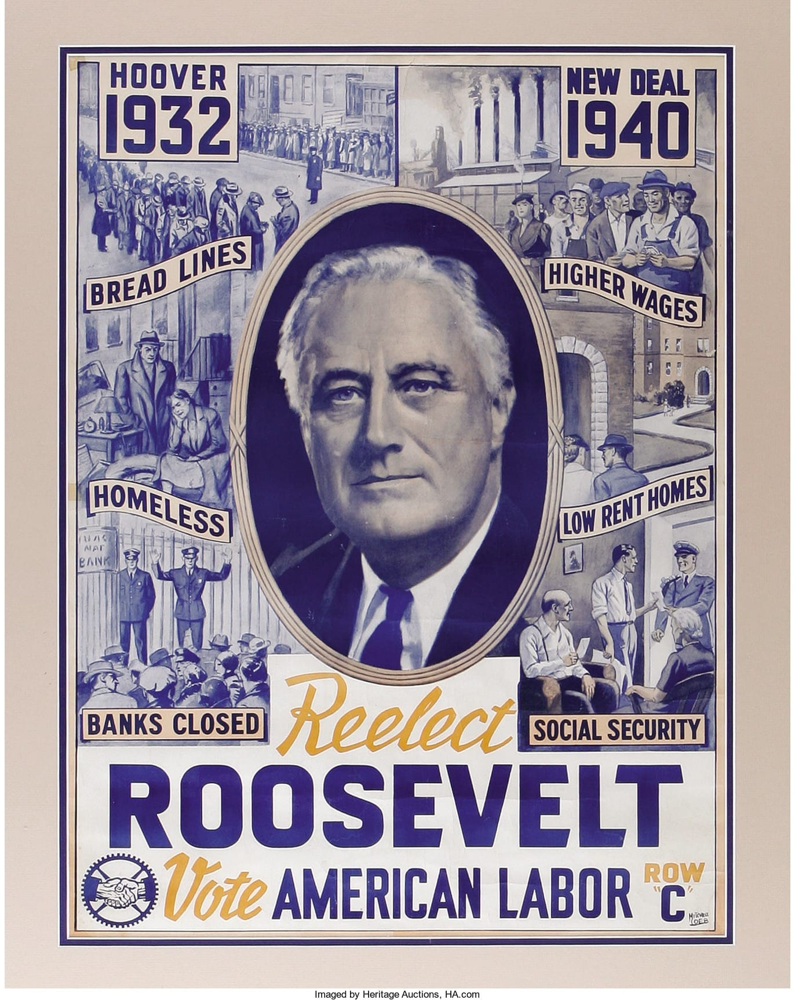 HOOVER
1932
NEW DEAL
1940
BREAD LINES
HIGHER WAGES
HOMELESS
LOW RENT HOMES
NAT
BANK
BANKS CLOSED
SOCIAL SECURITY
Reelect
ROOSEVELT
Vote AMERICAN LABOR
ROW
"C"
MITCHELL
LOEB
Imaged by Heritage Auctions, HA.com